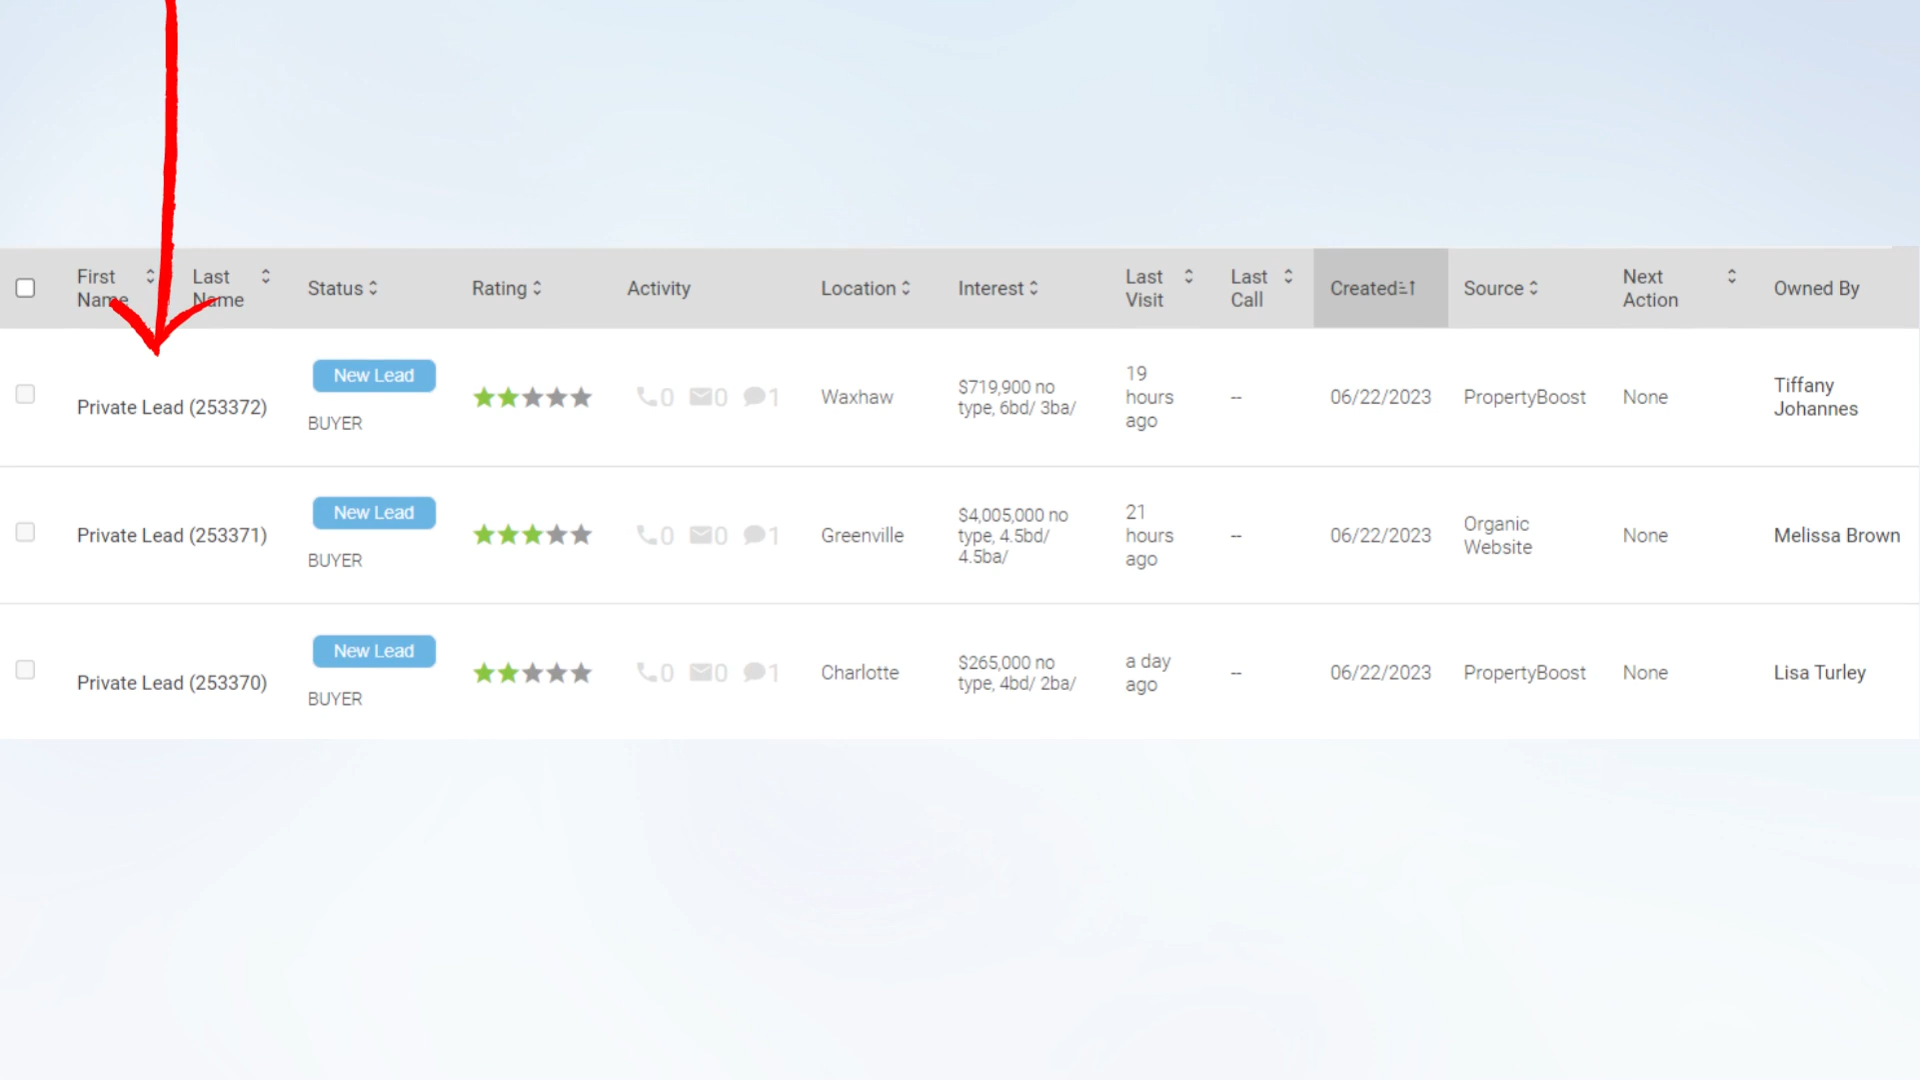 First Name Last Name Status Rating Activity Location Interest Last Visit Last Call Created Source Next Action Owned By
Private Lead (253372)
New Lead
BUYER
0 0 1
Waxhaw
$719,900 no
type, 6bd/ 3ba/
19
hours
ago
--
06/22/2023
PropertyBoost
None
Tiffany
Johannes
Private Lead (253371)
New Lead
BUYER
0 0 1
Greenville
$4,005,000 no
type, 4.5bd/
4.5ba/
21
hours
ago
--
06/22/2023
Organic
Website
None
Melissa Brown
Private Lead (253370)
New Lead
BUYER
0 0 1
Charlotte
$265,000 no
type, 4bd/ 2ba/
a day
ago
--
06/22/2023
PropertyBoost
None
Lisa Turley